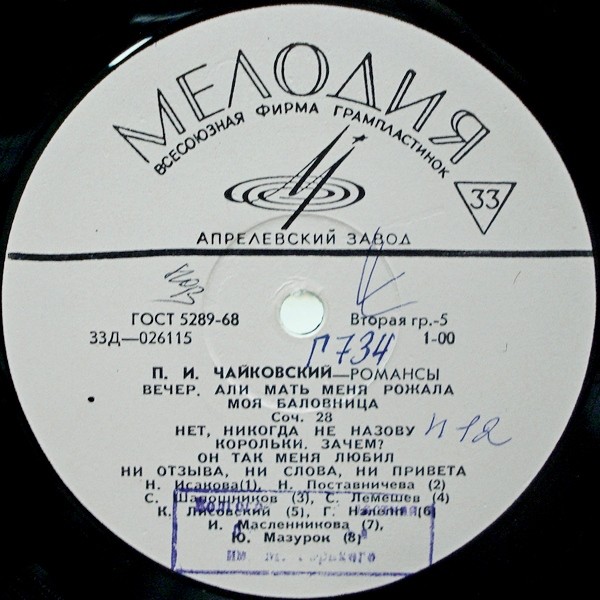 МЕЛОДИЯ
ВСЕСОЮЗНАЯ ФИРМА ГРАМПЛАСТИНОК
33
АПРЕЛЕВСКИЙ ЗАВОД
ГОСТ 5289-68
Вторая гр.-5
33Д—026115
1-00
Г 734
П. И. ЧАЙКОВСКИЙ—РОМАНСЫ
ВЕЧЕР. АЛИ МАТЬ МЕНЯ РОЖАЛА
МОЯ БАЛОВНИЦА
Соч. 28
НЕТ, НИКОГДА НЕ НАЗОВУ
КОРОЛЬКИ. ЗАЧЕМ?
ОН ТАК МЕНЯ ЛЮБИЛ
НИ ОТЗЫВА, НИ СЛОВА, НИ ПРИВЕТА
Н. Исакова(1), Н. Поставничева (2)
С. Шапошников (3), С. Лемешев (4)
К. Лисовский (5), Г. (6)
И. Масленникова (7),
Ю. Мазурок (8)
им М. Горького